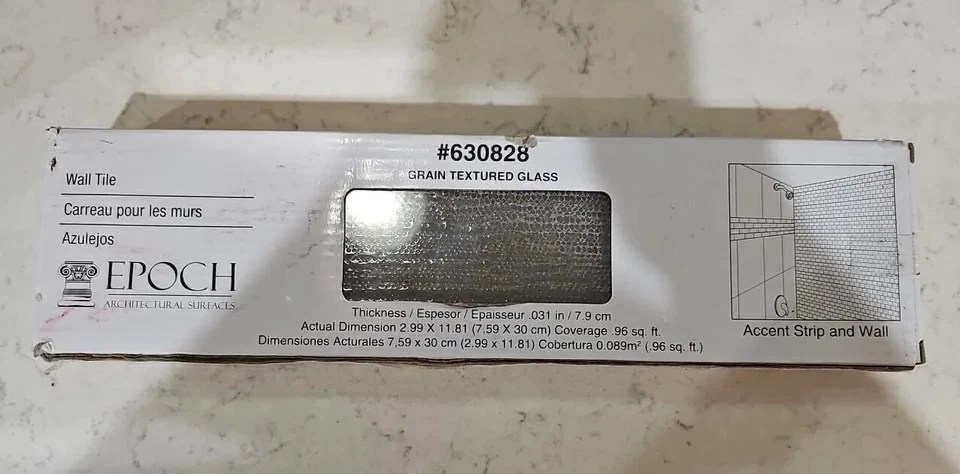 #630828
GRAIN TEXTURED GLASS
Wall Tile
Carreau pour les murs
Azulejos
EPOCH
ARCHITECTURAL SURFACES
Thickness / Espesor / Epaisseur .031 in / 7.9 cm
Actual Dimension 2.99 X 11.81 (7,59 X 30 cm) Coverage .96 sq. ft.
Dimensiones Acturales 7,59 x 30 cm (2.99 x 11.81) Cobertura 0.089m² (.96 sq. ft.)
Accent Strip and Wall